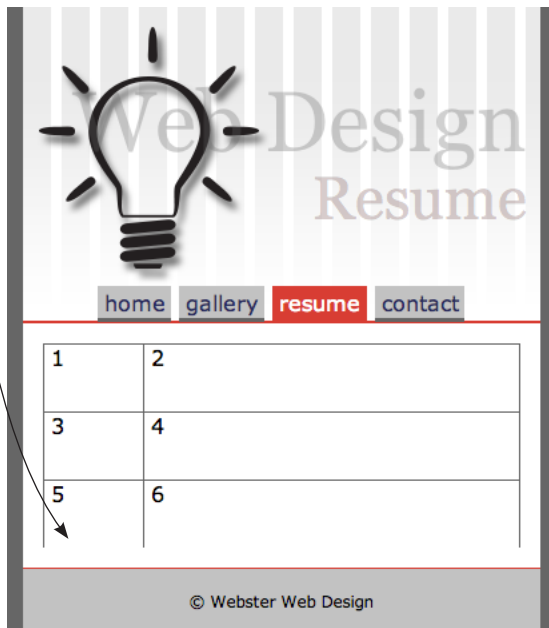 Web Design
Resume
home gallery resume contact
1 2
3 4
5 6
© Webster Web Design